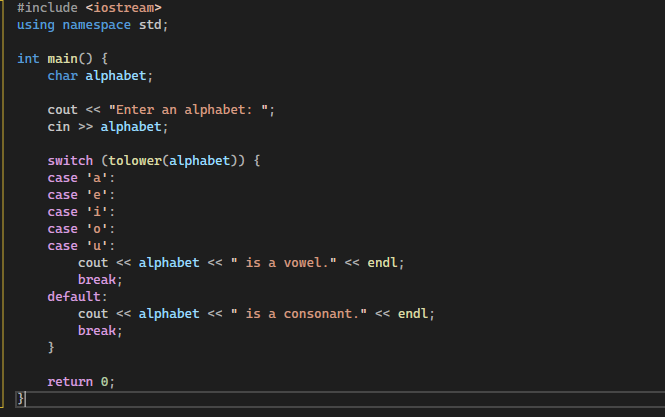 #include <iostream>
using namespace std;

int main() {
    char alphabet;

    cout << "Enter an alphabet: ";
    cin >> alphabet;

    switch (tolower(alphabet)) {
    case 'a':
    case 'e':
    case 'i':
    case 'o':
    case 'u':
        cout << alphabet << " is a vowel." << endl;
        break;
    default:
        cout << alphabet << " is a consonant." << endl;
        break;
    }

    return 0;
}